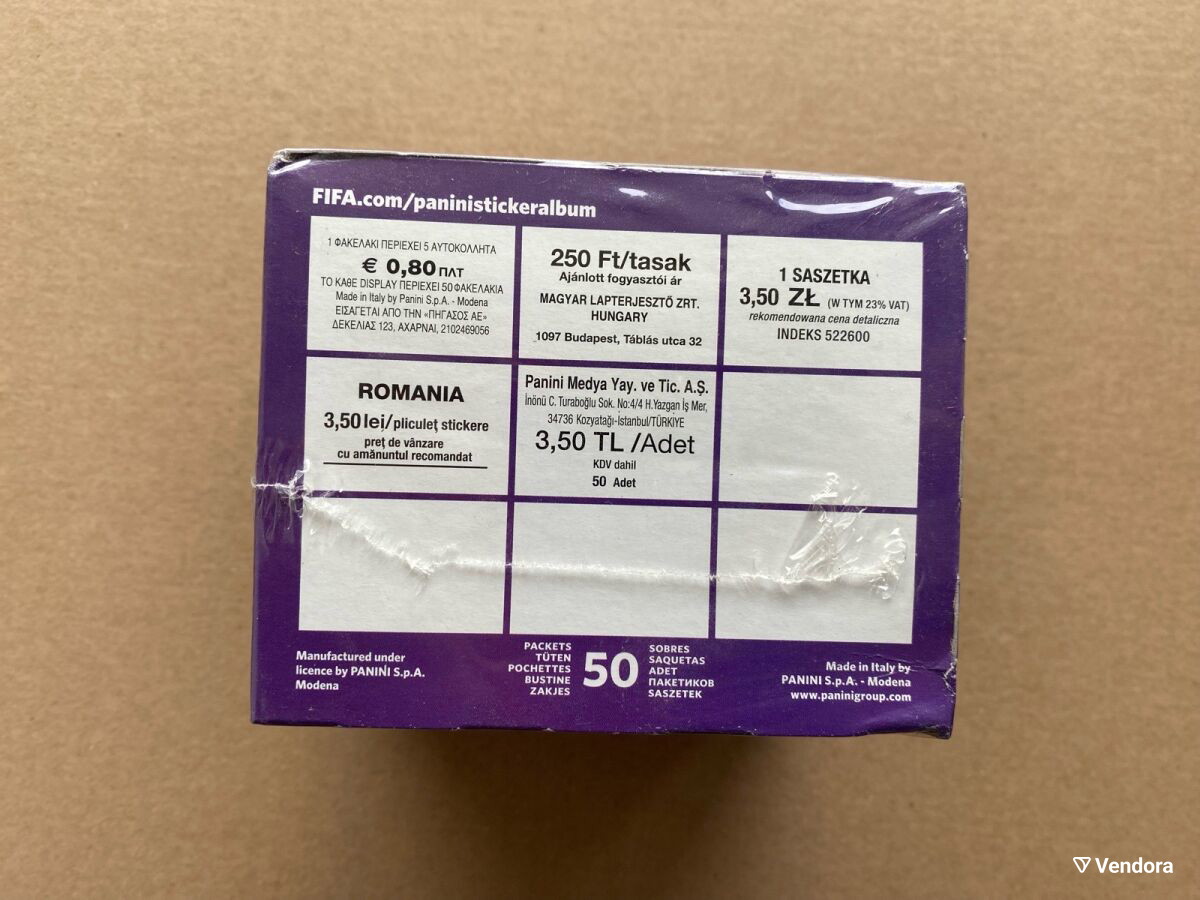 FIFA.com/paninistickeralbum
1 ΦΑΚΕΛΑΚΙ ΠΕΡΙΕΧΕΙ 5 ΑΥΤΟΚΟΛΛΗΤΑ
€ 0,80 ΠΛΤ
ΤΟ ΚΑΘΕ DISPLAY ΠΕΡΙΕΧΕΙ 50 ΦΑΚΕΛΑΚΙΑ
Made in Italy by Panini S.p.A. - Modena
ΕΙΣΑΓΕΤΑΙ ΑΠΟ ΤΗΝ «ΠΗΓΑΣΟΣ ΑΕ»
ΔΕΚΕΛΙΑΣ 123, ΑΧΑΡΝΑΙ, 2102469056
250 Ft/tasak
Ajánlott fogyasztói ár
MAGYAR LAPTERJESZTŐ ZRT.
HUNGARY
1097 Budapest, Táblás utca 32
1 SASZETKA
3,50 ZŁ (W TYM 23% VAT)
rekomendowana cena detaliczna
INDEKS 522600
ROMANIA
3,50 lei/pliculeţ stickere
preţ de vânzare
cu amănuntul recomandat
Panini Medya Yay. ve Tic. A.Ş.
İnönü C. Turaboğlu Sok. No:4/4 H.Yazgan İş Mer,
34736 Kozyatağı-İstanbul/TÜRKİYE
3,50 TL /Adet
KDV dahil
50 Adet
Manufactured under
licence by PANINI S.p.A.
Modena
PACKETS
TÜTEN
POCHETTES
BUSTINE
ZAKJES
50
SOBRES
SAQUETAS
ADET
ПАКЕТИКОВ
SASZETEK
Made in Italy by
PANINI S.p.A. - Modena
www.paninigroup.com
Vendora